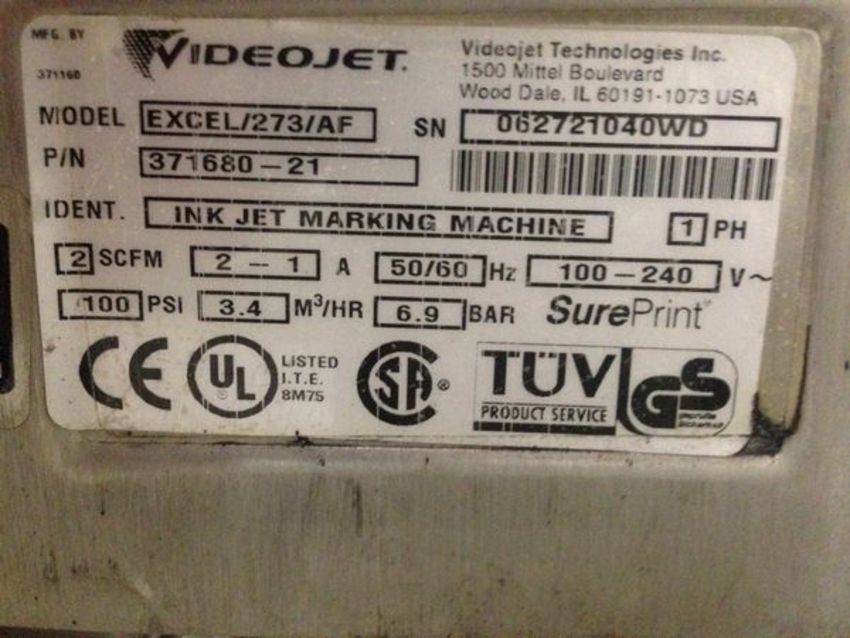 MFG. BY
371160
VIDEOJET.
Videojet Technologies Inc.
1500 Mittel Boulevard
Wood Dale, IL 60191-1073 USA
MODEL EXCEL/273/AF SN 062721040WD
P/N 371680-21
IDENT. INK JET MARKING MACHINE 1 PH
2 SCFM 2-1 A 50/60 Hz 100-240 V~
100 PSI 3.4 M³/HR 6.9 BAR SurePrint
CE UL LISTED
I.T.E.
8M75
SA ®
TÜV
PRODUCT SERVICE
GS